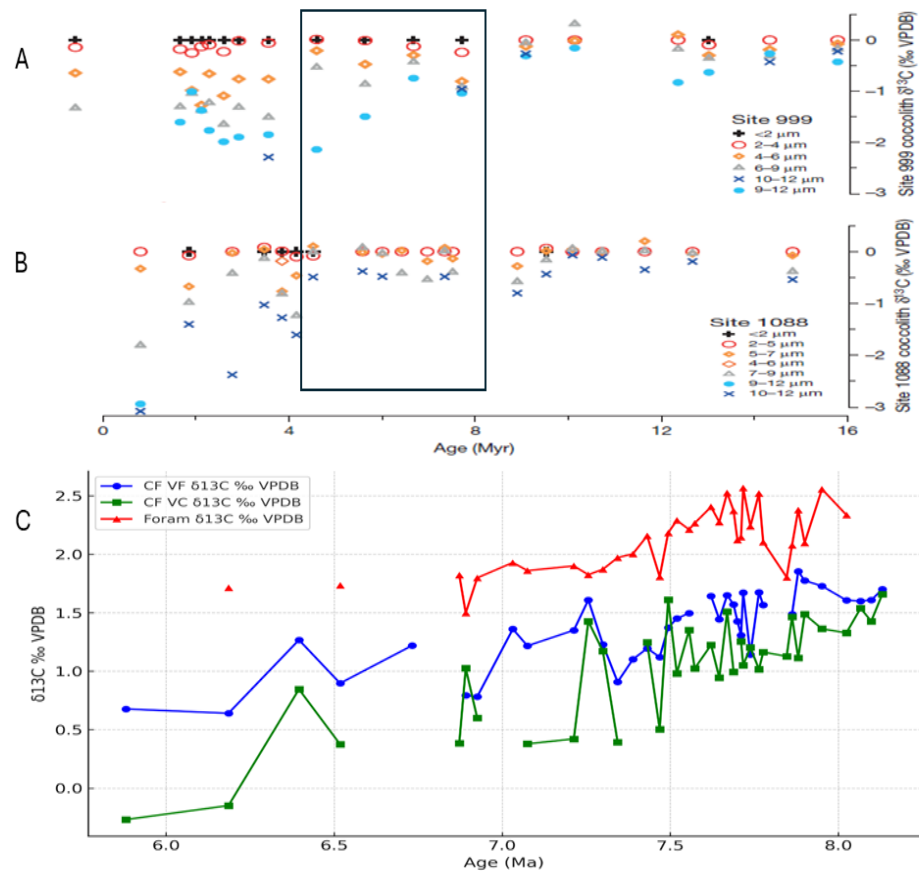 A
0
−1
−2
−3
Site 999 coccolith δ¹³C (‰ VPDB)
Site 999
<2 μm
2–4 μm
4–6 μm
6–9 μm
10–12 μm
9–12 μm
B
0
−1
−2
−3
Site 1088 coccolith δ¹³C (‰ VPDB)
Site 1088
<2 μm
2–5 μm
5–7 μm
4–6 μm
7–9 μm
9–12 μm
10–12 μm
0 4 8 12 16
Age (Myr)
C
CF VF δ13C ‰ VPDB
CF VC δ13C ‰ VPDB
Foram δ13C ‰ VPDB
δ13C ‰ VPDB
2.5
2.0
1.5
1.0
0.5
0.0
6.0 6.5 7.0 7.5 8.0
Age (Ma)